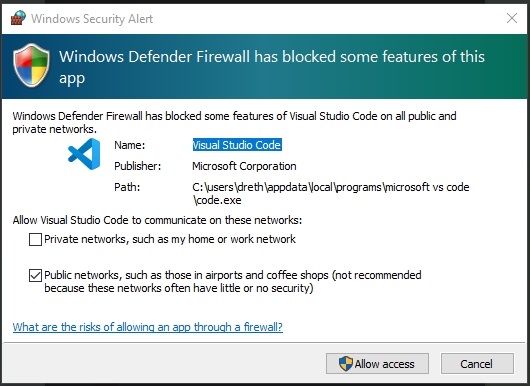 Windows Security Alert
Windows Defender Firewall has blocked some features of this
app
Windows Defender Firewall has blocked some features of Visual Studio Code on all public and
private networks.
Name: Visual Studio Code
Publisher: Microsoft Corporation
Path: C:\users\dreth\appdata\local\programs\microsoft vs code
\code.exe
Allow Visual Studio Code to communicate on these networks:
Private networks, such as my home or work network
Public networks, such as those in airports and coffee shops (not recommended
because these networks often have little or no security)
What are the risks of allowing an app through a firewall?
Allow access Cancel